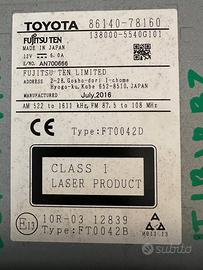 TOYOTA 86140-78160
FUJITSU TEN 138000-5540G101
MADE IN JAPAN
12V ⎓ 6.0A
S/NO. AN700666
FUJITSU TEN LIMITED
ADDRESS 2-28, Gosho-dori 1-chome
Hyogo-ku, Kobe 652-8510, Japan
MANUFACTURED July,2016
AM 522 to 1611 kHz, FM 87.5 to 108 MHz
CE Type:FT0042D
CLASS 1
LASER PRODUCT
E13 10R-03 12839
Type:FT0042B
subito